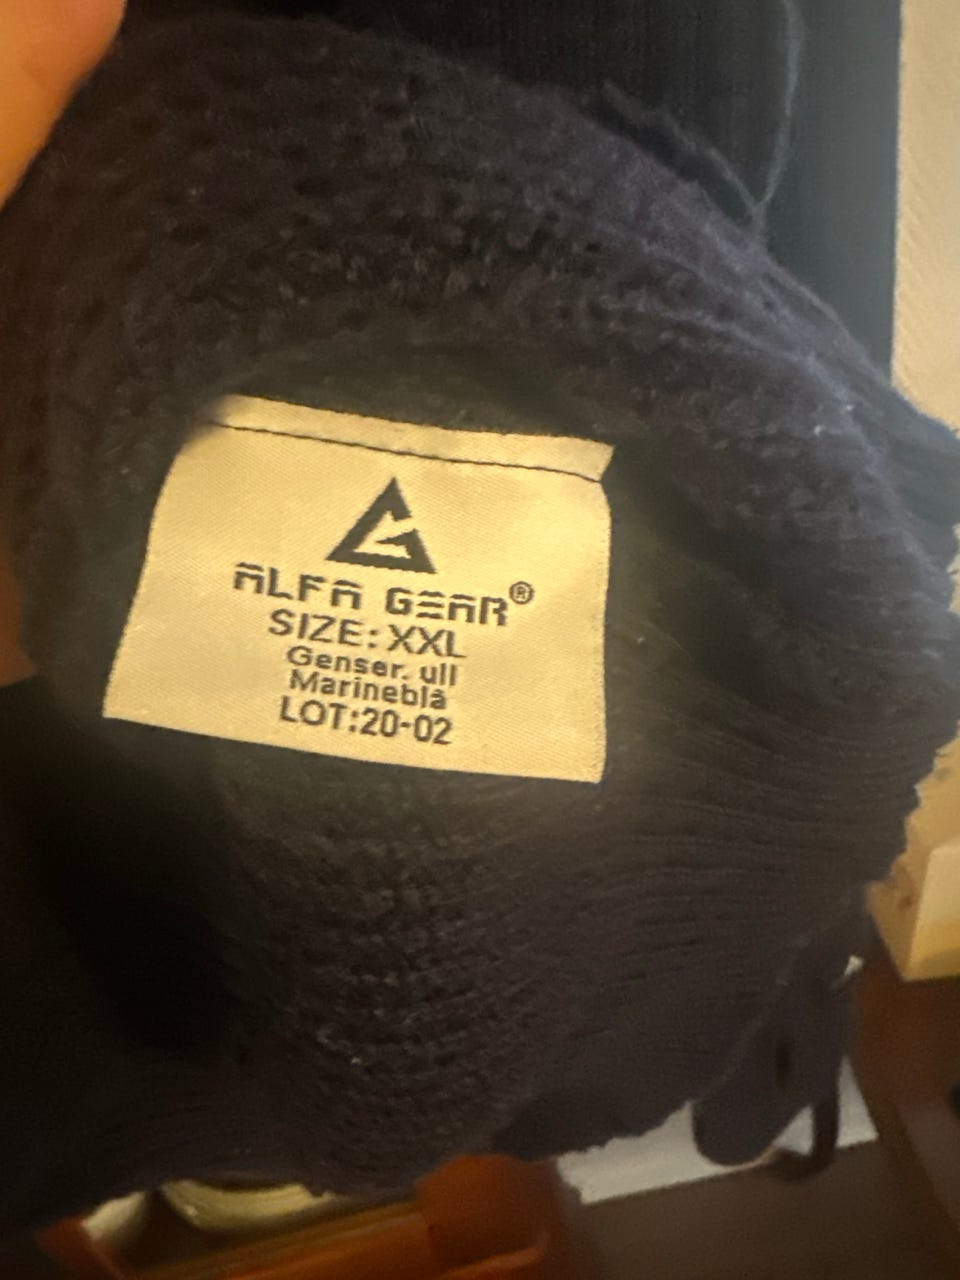 ALFA GEAR®
SIZE: XXL
Genser. ull
Marineblå
LOT:20-02